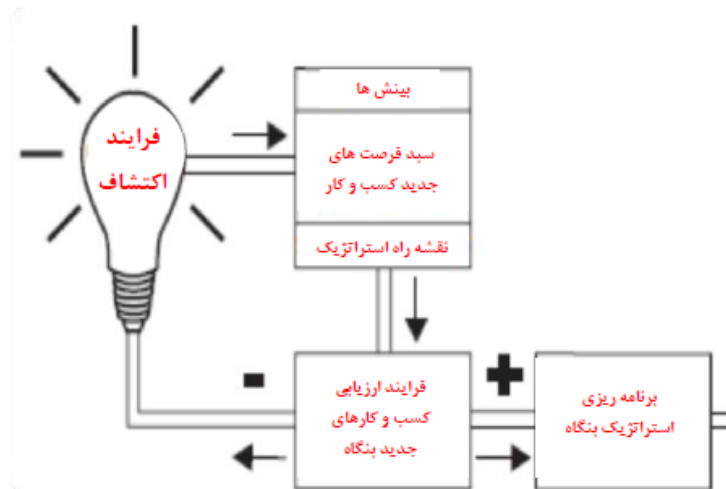 فرایند
اکتشاف
بینش ها
سبد فرصت های
جدید کسب و کار
نقشه راه استراتژیک
-
+
فرایند ارزیابی
کسب و کارهای
جدید بنگاه
برنامه ریزی
استراتژیک بنگاه